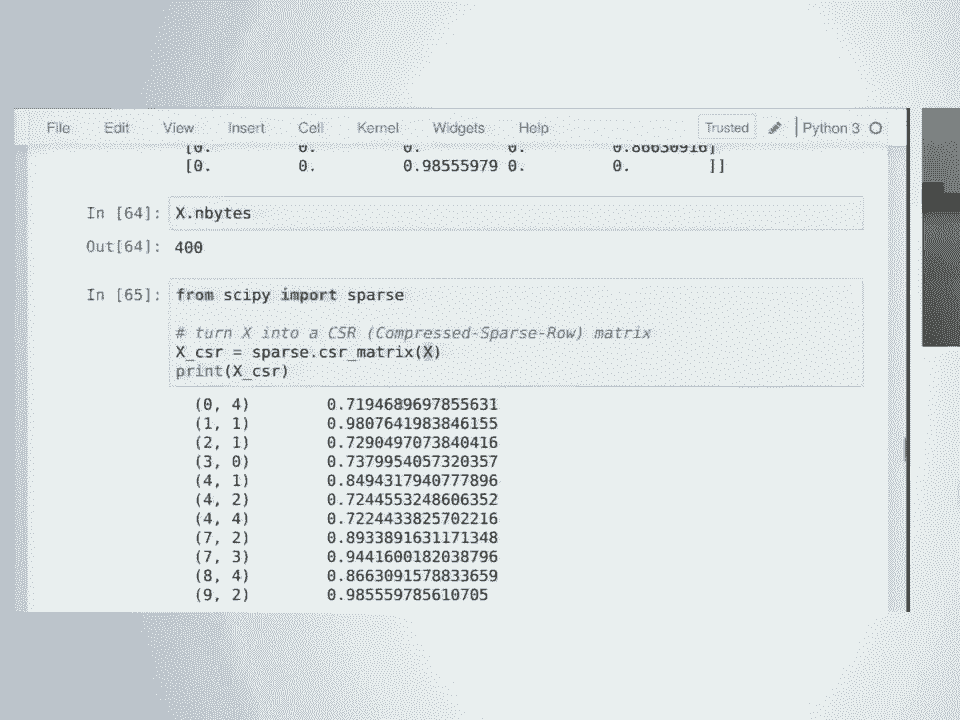 File Edit View Insert Cell Kernel Widgets Help Trusted Python 3
[0. 0. 0. 0. 0.86630916]
[0. 0. 0.98555979 0. 0. ]]
In [64]: X.nbytes
Out[64]: 400
In [65]: from scipy import sparse
# turn X into a CSR (Compressed-Sparse-Row) matrix
X_csr = sparse.csr_matrix(X)
print(X_csr)
(0, 4) 0.7194689697855631
(1, 1) 0.9807641983846155
(2, 1) 0.7290497073840416
(3, 0) 0.7379954057320357
(4, 1) 0.8494317940777896
(4, 2) 0.7244553248606352
(4, 4) 0.7224433825702216
(7, 2) 0.8933891631171348
(7, 3) 0.9441600182038796
(8, 4) 0.8663091578833659
(9, 2) 0.985559785610705